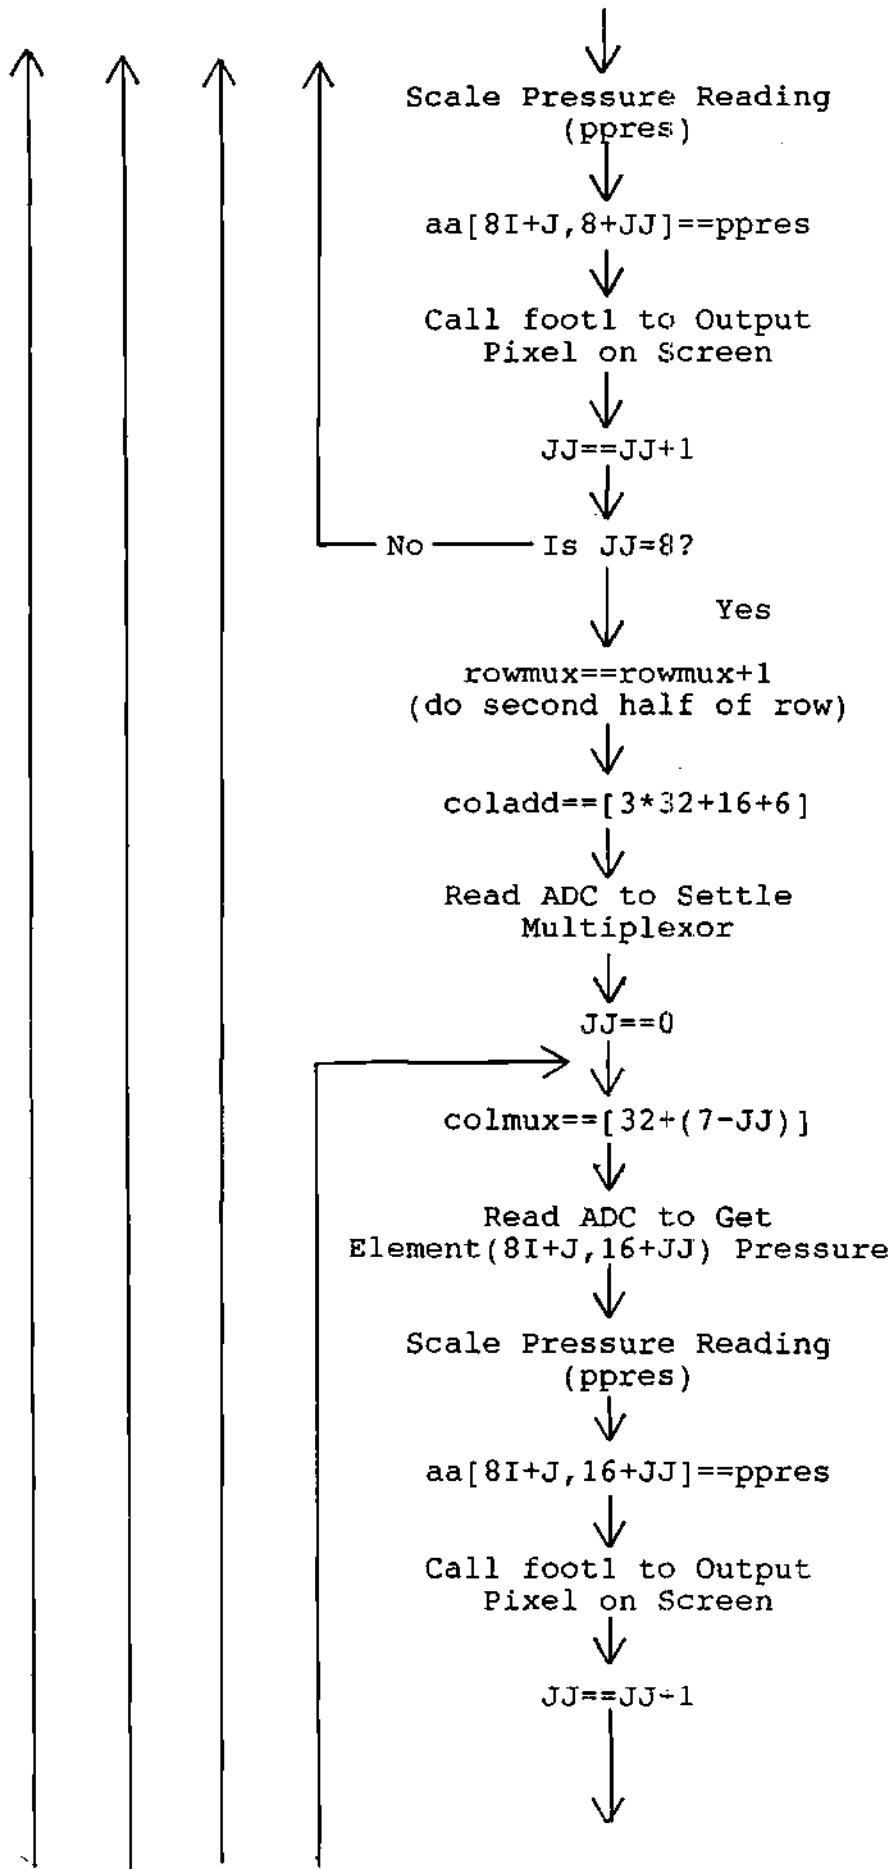 Scale Pressure Reading
(ppres)
aa[8I+J,8+JJ]==ppres
Call foot1 to Output
Pixel on Screen
JJ==JJ+1
No
Is JJ=8?
Yes
rowmux==rowmux+1
(do second half of row)
coladd==[3*32+16+6]
Read ADC to Settle
Multiplexor
JJ==0
colmux==[32+(7-JJ)]
Read ADC to Get
Element(8I+J,16+JJ) Pressure
Scale Pressure Reading
(ppres)
aa[8I+J,16+JJ]==ppres
Call foot1 to Output
Pixel on Screen
JJ==JJ+1